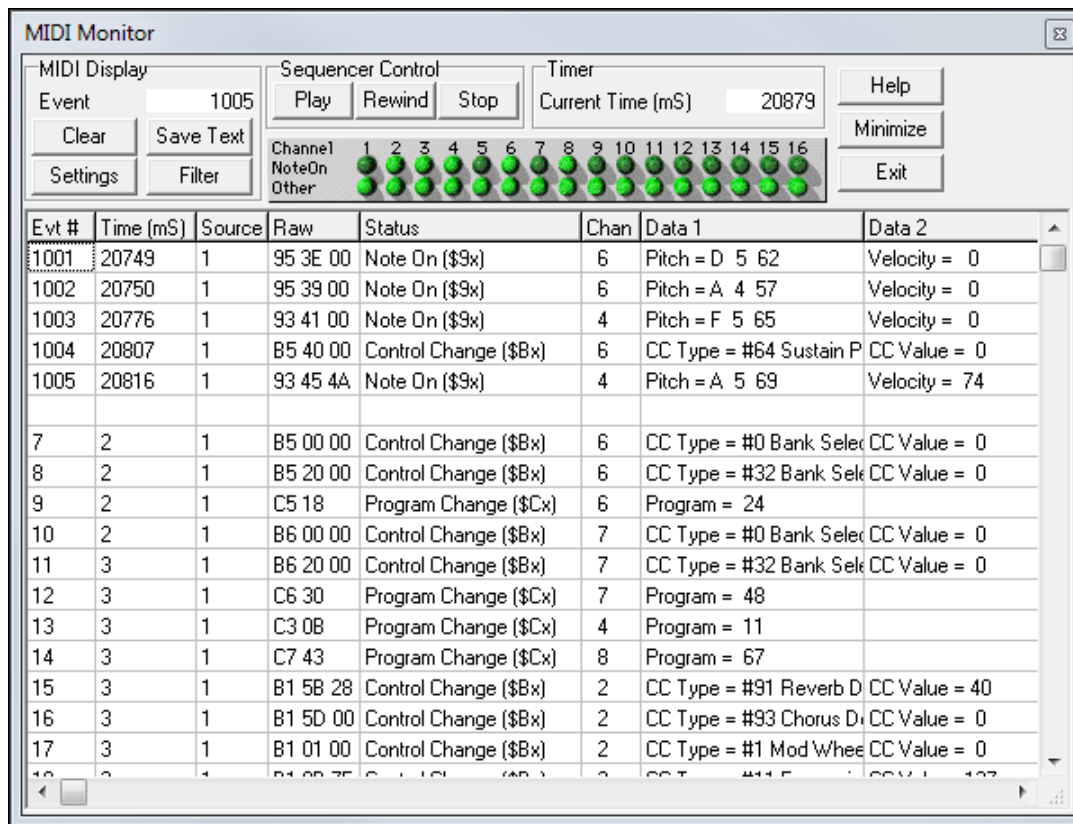 MIDI Monitor
MIDI Display
Event 1005
Clear Save Text
Settings Filter
Sequencer Control
Play Rewind Stop
Timer
Current Time (mS) 20879
Help
Minimize
Exit
Channel 1 2 3 4 5 6 7 8 9 10 11 12 13 14 15 16
NoteOn
Other
Evt # Time (mS) Source Raw Status Chan Data 1 Data 2
1001 20749 1 95 3E 00 Note On ($9x) 6 Pitch = D 5 62 Velocity = 0
1002 20750 1 95 39 00 Note On ($9x) 6 Pitch = A 4 57 Velocity = 0
1003 20776 1 93 41 00 Note On ($9x) 4 Pitch = F 5 65 Velocity = 0
1004 20807 1 B5 40 00 Control Change ($Bx) 6 CC Type = #64 Sustain P CC Value = 0
1005 20816 1 93 45 4A Note On ($9x) 4 Pitch = A 5 69 Velocity = 74
7 2 1 B5 00 00 Control Change ($Bx) 6 CC Type = #0 Bank Selec CC Value = 0
8 2 1 B5 20 00 Control Change ($Bx) 6 CC Type = #32 Bank Sele CC Value = 0
9 2 1 C5 18 Program Change ($Cx) 6 Program = 24
10 2 1 B6 00 00 Control Change ($Bx) 7 CC Type = #0 Bank Selec CC Value = 0
11 3 1 B6 20 00 Control Change ($Bx) 7 CC Type = #32 Bank Sele CC Value = 0
12 3 1 C6 30 Program Change ($Cx) 7 Program = 48
13 3 1 C3 0B Program Change ($Cx) 4 Program = 11
14 3 1 C7 43 Program Change ($Cx) 8 Program = 67
15 3 1 B1 5B 28 Control Change ($Bx) 2 CC Type = #91 Reverb D CC Value = 40
16 3 1 B1 5D 00 Control Change ($Bx) 2 CC Type = #93 Chorus De CC Value = 0
17 3 1 B1 01 00 Control Change ($Bx) 2 CC Type = #1 Mod Whee CC Value = 0